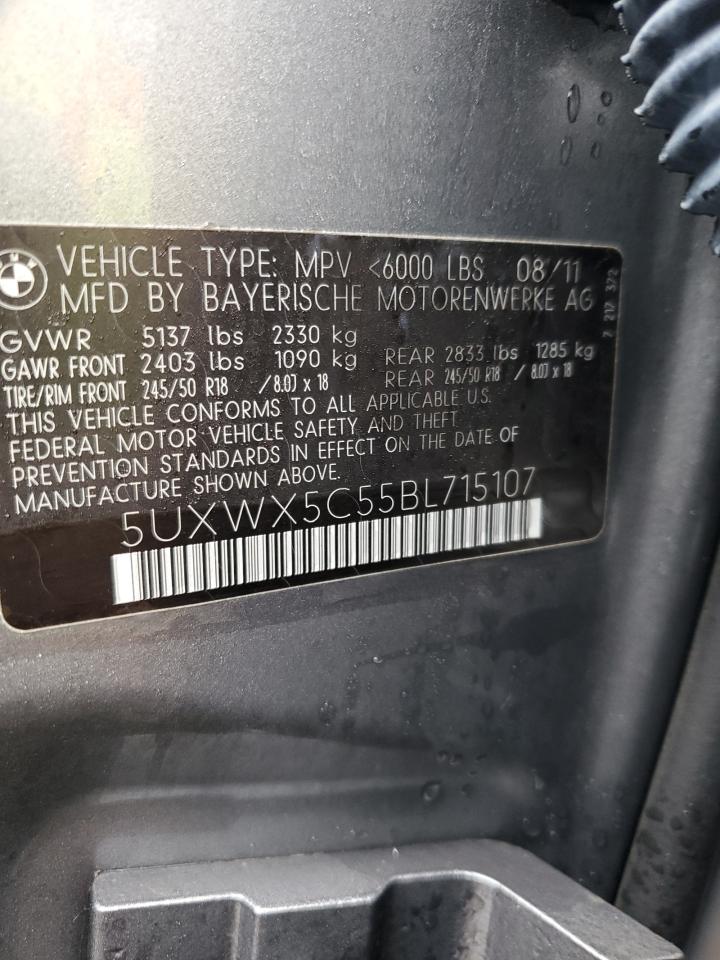 BMW
VEHICLE TYPE: MPV <6000 LBS 08/11
MFD BY BAYERISCHE MOTORENWERKE AG
GVWR 5137 lbs 2330 kg
GAWR FRONT 2403 lbs 1090 kg REAR 2833 lbs 1285 kg
TIRE/RIM FRONT 245/50 R18 / 8.0J x 18 REAR 245/50 R18 / 8.0J x 18
THIS VEHICLE CONFORMS TO ALL APPLICABLE U.S.
FEDERAL MOTOR VEHICLE SAFETY AND THEFT
PREVENTION STANDARDS IN EFFECT ON THE DATE OF
MANUFACTURE SHOWN ABOVE.
5UXWX5C55BL715107